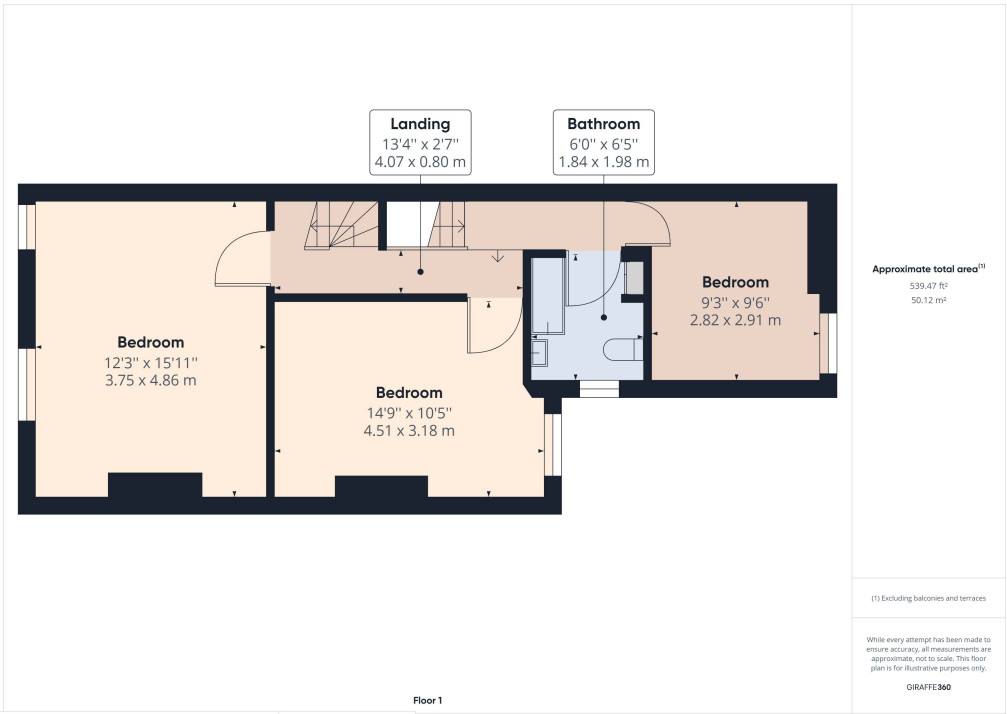 Landing
13'4'' x 2'7''
4.07 x 0.80 m
Bathroom
6'0'' x 6'5''
1.84 x 1.98 m
Bedroom
9'3'' x 9'6''
2.82 x 2.91 m
Bedroom
12'3'' x 15'11''
3.75 x 4.86 m
Bedroom
14'9'' x 10'5''
4.51 x 3.18 m
Floor 1
Approximate total area(1)
539.47 ft²
50.12 m²
(1) Excluding balconies and terraces
While every attempt has been made to
ensure accuracy, all measurements are
approximate, not to scale. This floor
plan is for illustrative purposes only.
GIRAFFE360